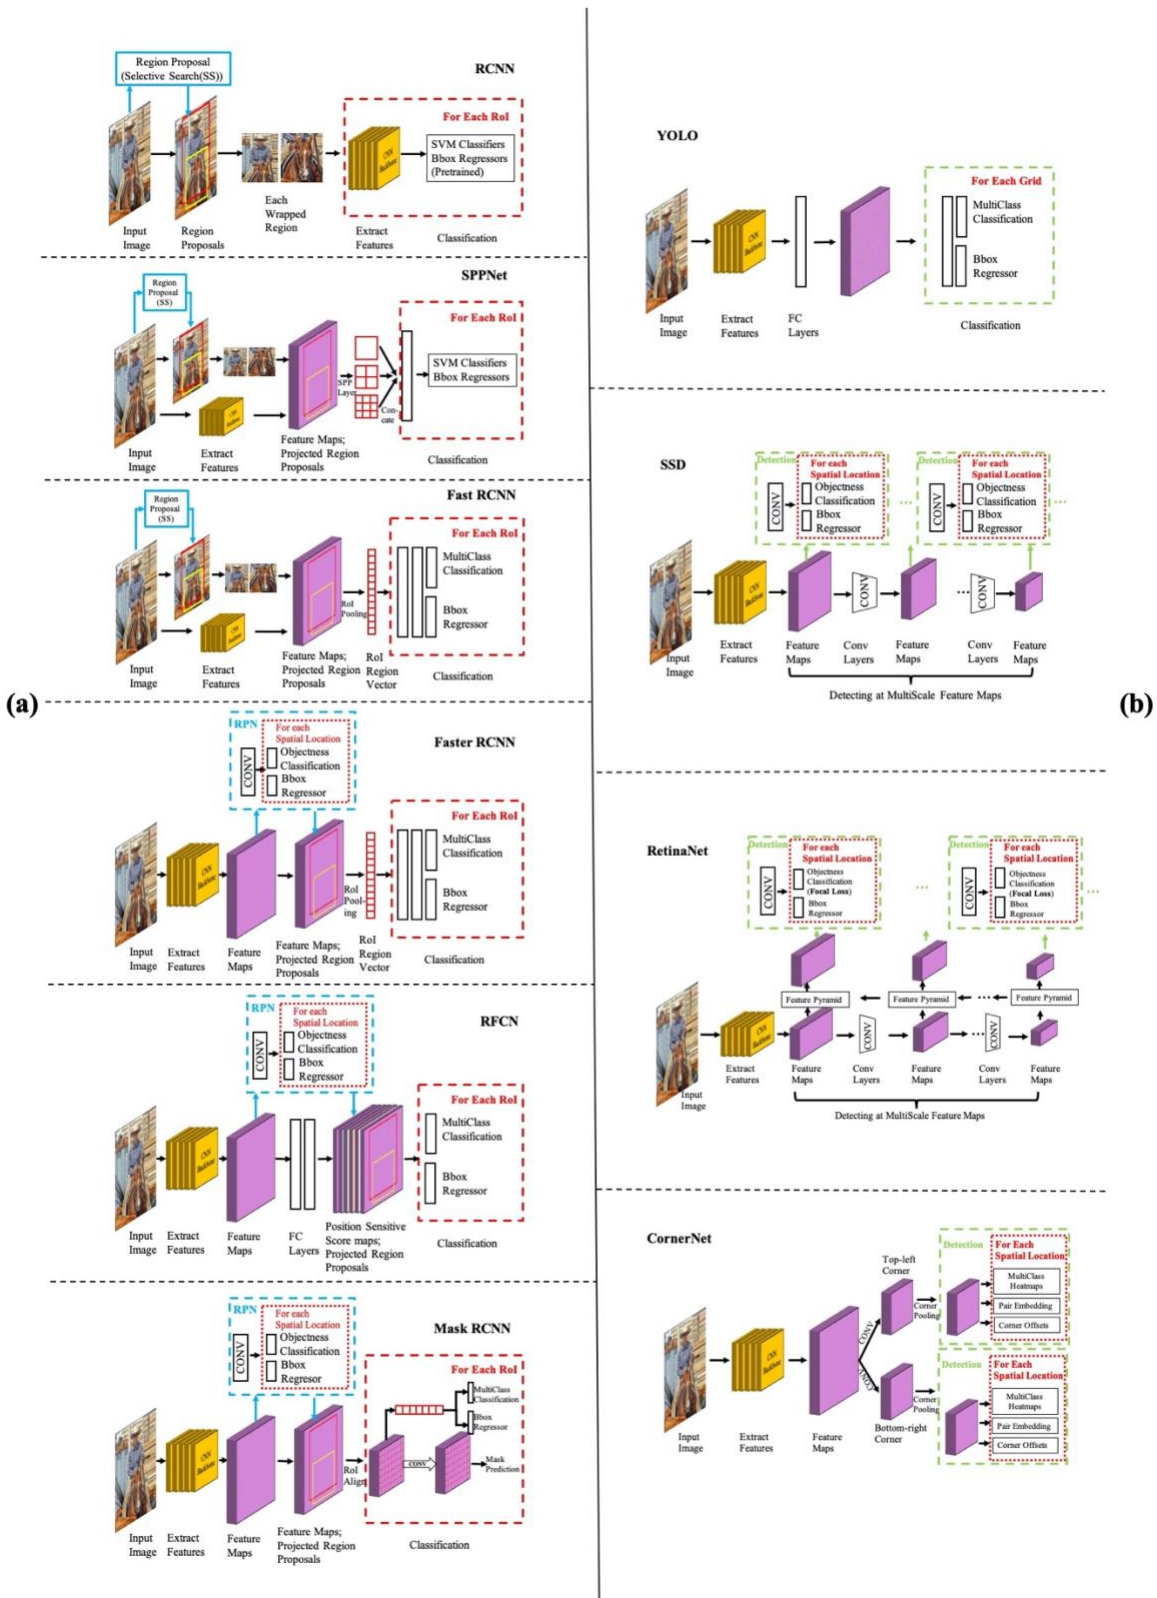 (a)
Region Proposal
(Selective Search(SS))
RCNN
For Each RoI
CNN
Backbone
SVM Classifiers
Bbox Regressors
(Pretrained)
Input
Image
Region
Proposals
Each
Wrapped
Region
Extract
Features
Classification
SPPNet
Region
Proposal
(SS)
For Each RoI
SVM Classifiers
Bbox Regressors
SPP
Layer
Con-
cate
Input
Image
Extract
Features
Feature Maps;
Projected Region
Proposals
Classification
Fast RCNN
Region
Proposal
(SS)
For Each RoI
MultiClass
Classification
Bbox
Regressor
RoI
Pooling
Input
Image
Extract
Features
Feature Maps;
Projected Region
Proposals
RoI
Region
Vector
Classification
Faster RCNN
RPN
For each
Spatial Location
CONV
Objectness
Classification
Bbox
Regressor
For Each RoI
CNN
Backbone
MultiClass
Classification
Bbox
Regressor
RoI
Pool-
ing
Input
Image
Extract
Features
Feature
Maps
Feature Maps;
Projected Region
Proposals
RoI
Region
Vector
Classification
RFCN
RPN
For each
Spatial Location
CONV
Objectness
Classification
Bbox
Regressor
For Each RoI
CNN
Backbone
MultiClass
Classification
Bbox
Regressor
Input
Image
Extract
Features
Feature
Maps
FC
Layers
Position Sensitive
Score maps;
Projected Region
Proposals
Classification
Mask RCNN
RPN
For each
Spatial Location
CONV
Objectness
Classification
Bbox
Regresor
For Each RoI
CNN
Backbone
MultiClass
Classification
Bbox
Regressor
CONV
Mask
Prediction
RoI
Align
Input
Image
Extract
Features
Feature
Maps
Feature Maps;
Projected Region
Proposals
Classification
(b)
YOLO
For Each Grid
CNN
Backbone
MultiClass
Classification
Bbox
Regressor
Input
Image
Extract
Features
FC
Layers
Classification
SSD
Detection
For each
Spatial Location
CONV
Objectness
Classification
Bbox
Regressor
...
Detection
For each
Spatial Location
CONV
Objectness
Classification
Bbox
Regressor
...
CNN
Backbone
CONV
...
CONV
Input
Image
Extract
Features
Feature
Maps
Conv
Layers
Feature
Maps
Conv
Layers
Feature
Maps
Detecting at MultiScale Feature Maps
RetinaNet
Detection
For each
Spatial Location
CONV
Objectness
Classification
(Focal Loss)
Bbox
Regressor
...
Detection
For each
Spatial Location
CONV
Objectness
Classification
(Focal Loss)
Bbox
Regressor
...
Feature Pyramid
Feature Pyramid
...
Feature Pyramid
CNN
Backbone
CONV
...
CONV
Input
Image
Extract
Features
Feature
Maps
Conv
Layers
Feature
Maps
Conv
Layers
Feature
Maps
Detecting at MultiScale Feature Maps
CornerNet
Top-left
Corner
Corner
Pooling
Detection
For Each
Spatial Location
MultiClass
Heatmaps
Pair Embedding
Corner Offsets
CNN
Backbone
CONV
CONV
Bottom-right
Corner
Corner
Pooling
Detection
For Each
Spatial Location
MultiClass
Heatmaps
Pair Embedding
Corner Offsets
Input
Image
Extract
Features
Feature
Maps